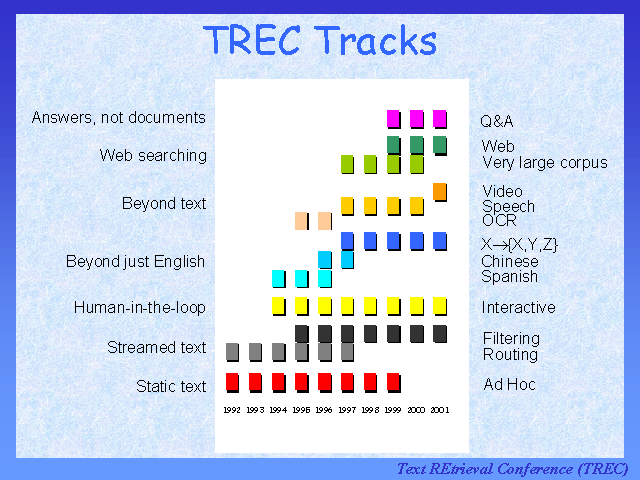 TREC Tracks
Answers, not documents
Q&A
Web searching
Web
Very large corpus
Beyond text
Video
Speech
OCR
Beyond just English
X→{X,Y,Z}
Chinese
Spanish
Human-in-the-loop
Interactive
Streamed text
Filtering
Routing
Static text
Ad Hoc
1992 1993 1994 1995 1996 1997 1998 1999 2000 2001
Text REtrieval Conference (TREC)